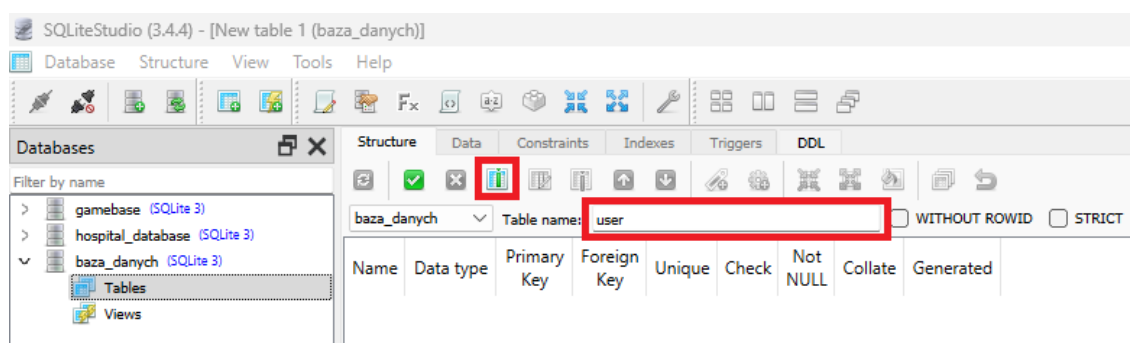 SQLiteStudio (3.4.4) - [New table 1 (baza_danych)]
Database Structure View Tools Help
Databases
Filter by name
gamebase (SQLite 3)
hospital_database (SQLite 3)
baza_danych (SQLite 3)
Tables
Views
Structure Data Constraints Indexes Triggers DDL
baza_danych Table name: user WITHOUT ROWID STRICT
Name Data type Primary Key Foreign Key Unique Check Not NULL Collate Generated